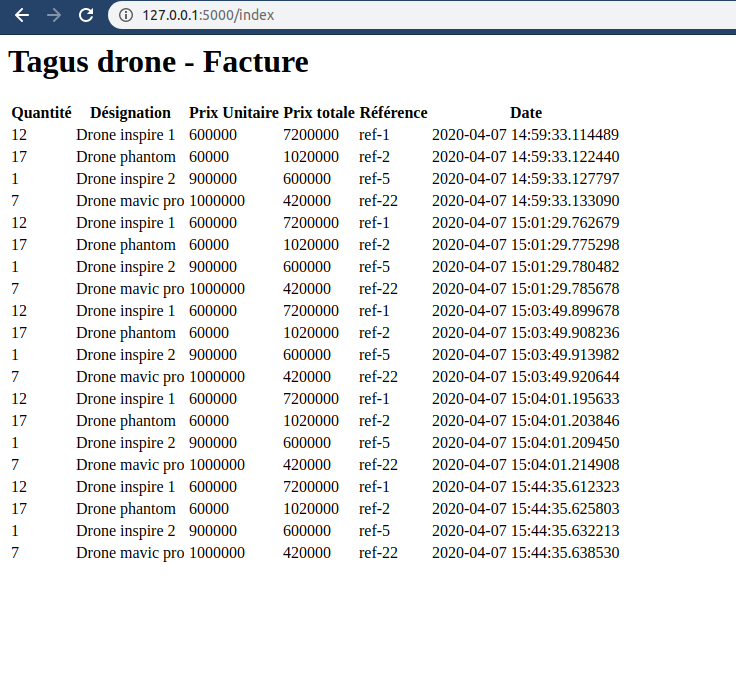 127.0.0.1:5000/index
Tagus drone - Facture
Quantité Désignation Prix Unitaire Prix totale Référence Date
12 Drone inspire 1 600000 7200000 ref-1 2020-04-07 14:59:33.114489
17 Drone phantom 60000 1020000 ref-2 2020-04-07 14:59:33.122440
1 Drone inspire 2 900000 600000 ref-5 2020-04-07 14:59:33.127797
7 Drone mavic pro 1000000 420000 ref-22 2020-04-07 14:59:33.133090
12 Drone inspire 1 600000 7200000 ref-1 2020-04-07 15:01:29.762679
17 Drone phantom 60000 1020000 ref-2 2020-04-07 15:01:29.775298
1 Drone inspire 2 900000 600000 ref-5 2020-04-07 15:01:29.780482
7 Drone mavic pro 1000000 420000 ref-22 2020-04-07 15:01:29.785678
12 Drone inspire 1 600000 7200000 ref-1 2020-04-07 15:03:49.899678
17 Drone phantom 60000 1020000 ref-2 2020-04-07 15:03:49.908236
1 Drone inspire 2 900000 600000 ref-5 2020-04-07 15:03:49.913982
7 Drone mavic pro 1000000 420000 ref-22 2020-04-07 15:03:49.920644
12 Drone inspire 1 600000 7200000 ref-1 2020-04-07 15:04:01.195633
17 Drone phantom 60000 1020000 ref-2 2020-04-07 15:04:01.203846
1 Drone inspire 2 900000 600000 ref-5 2020-04-07 15:04:01.209450
7 Drone mavic pro 1000000 420000 ref-22 2020-04-07 15:04:01.214908
12 Drone inspire 1 600000 7200000 ref-1 2020-04-07 15:44:35.612323
17 Drone phantom 60000 1020000 ref-2 2020-04-07 15:44:35.625803
1 Drone inspire 2 900000 600000 ref-5 2020-04-07 15:44:35.632213
7 Drone mavic pro 1000000 420000 ref-22 2020-04-07 15:44:35.638530